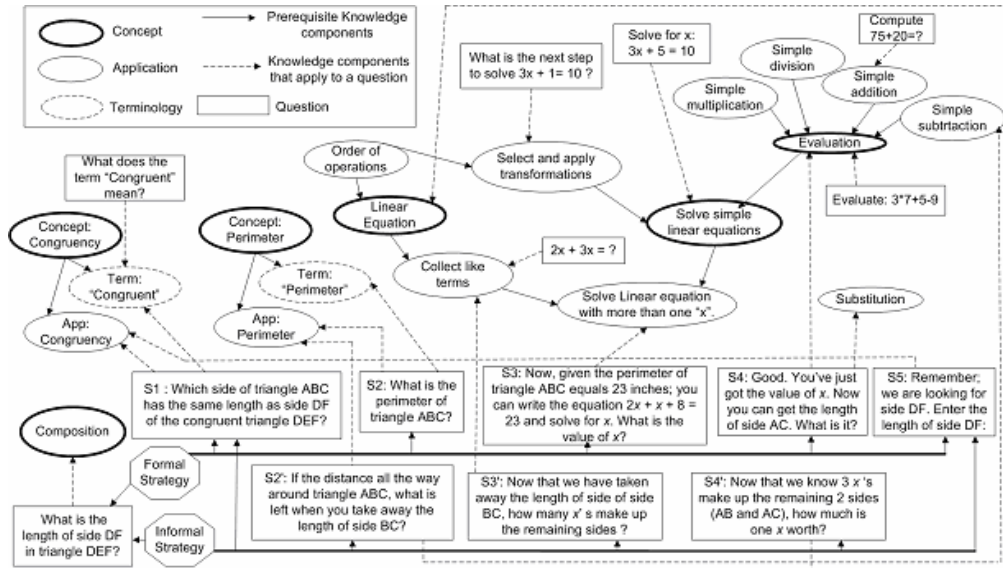 Concept
Application
Terminology
Prerequisite Knowledge
components
Knowledge components
that apply to a question
Question
What is the next step
to solve 3x + 1= 10 ?
Solve for x:
3x + 5 = 10
Compute
75+20=?
Simple
division
Simple
addition
Simple
multiplication
Simple
subtrtaction
Evaluation
Evaluate: 3*7+5-9
Order of
operations
Select and apply
transformations
What does the
term “Congruent”
mean?
Linear
Equation
Solve simple
linear equations
Concept:
Congruency
Concept:
Perimeter
Term:
“Congruent”
Term:
“Perimeter”
Collect like
terms
2x + 3x = ?
App:
Congruency
App:
Perimeter
Solve Linear equation
with more than one “x”.
Substitution
S1 : Which side of triangle ABC
has the same length as side DF
of the congruent triangle DEF?
S2: What is the
perimeter of
triangle ABC?
S3: Now, given the perimeter of
triangle ABC equals 23 inches; you
can write the equation 2x + x + 8 =
23 and solve for x. What is the
value of x?
S4: Good. You’ve just
got the value of x. Now
you can get the length
of side AC. What is it?
S5: Remember;
we are looking for
side DF. Enter the
length of side DF:
Composition
Formal
Strategy
What is the
length of side DF
in triangle DEF?
Informal
Strategy
S2': If the distance all the way
around triangle ABC, what is
left when you take away the
length of side BC?
S3': Now that we have taken
away the length of side of side
BC, how many x' s make up
the remaining sides ?
S4': Now that we know 3 x 's
make up the remaining 2 sides
(AB and AC), how much is
one x worth?